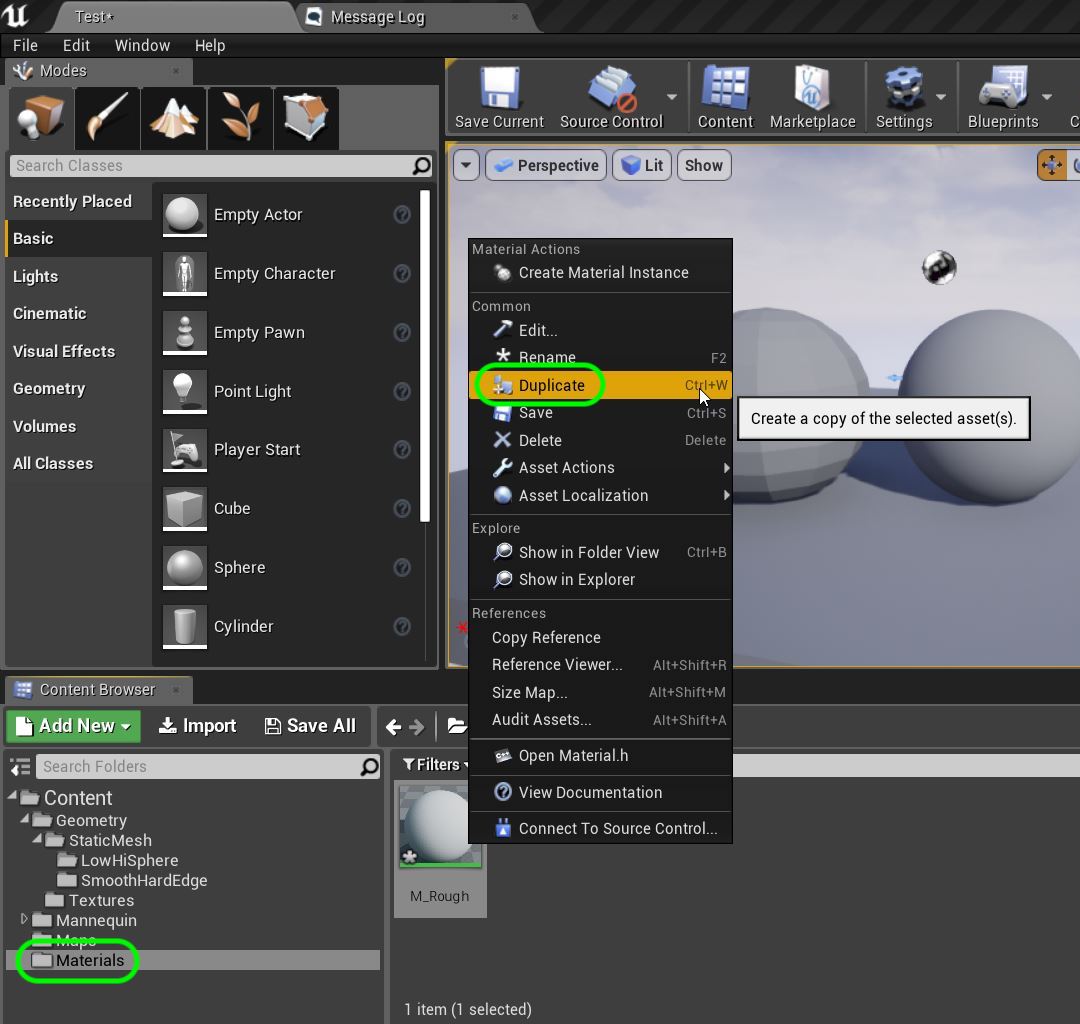 Test*
Message Log
File Edit Window Help
Modes
Save Current Source Control Content Marketplace Settings Blueprints
Search Classes
Perspective Lit Show
Recently Placed
Basic
Lights
Cinematic
Visual Effects
Geometry
Volumes
All Classes
Empty Actor
Empty Character
Empty Pawn
Point Light
Player Start
Cube
Sphere
Cylinder
Material Actions
Create Material Instance
Common
Edit...
Rename F2
Duplicate Ctrl+W
Save Ctrl+S
Delete Delete
Asset Actions
Asset Localization
Explore
Show in Folder View Ctrl+B
Show in Explorer
References
Copy Reference
Reference Viewer... Alt+Shift+R
Size Map... Alt+Shift+M
Audit Assets... Alt+Shift+A
Open Material.h
View Documentation
Connect To Source Control...
Create a copy of the selected asset(s).
Content Browser
Add New Import Save All
Search Folders
Filters
Content
Geometry
StaticMesh
LowHiSphere
SmoothHardEdge
Textures
Mannequin
Maps
Materials
M_Rough
1 item (1 selected)